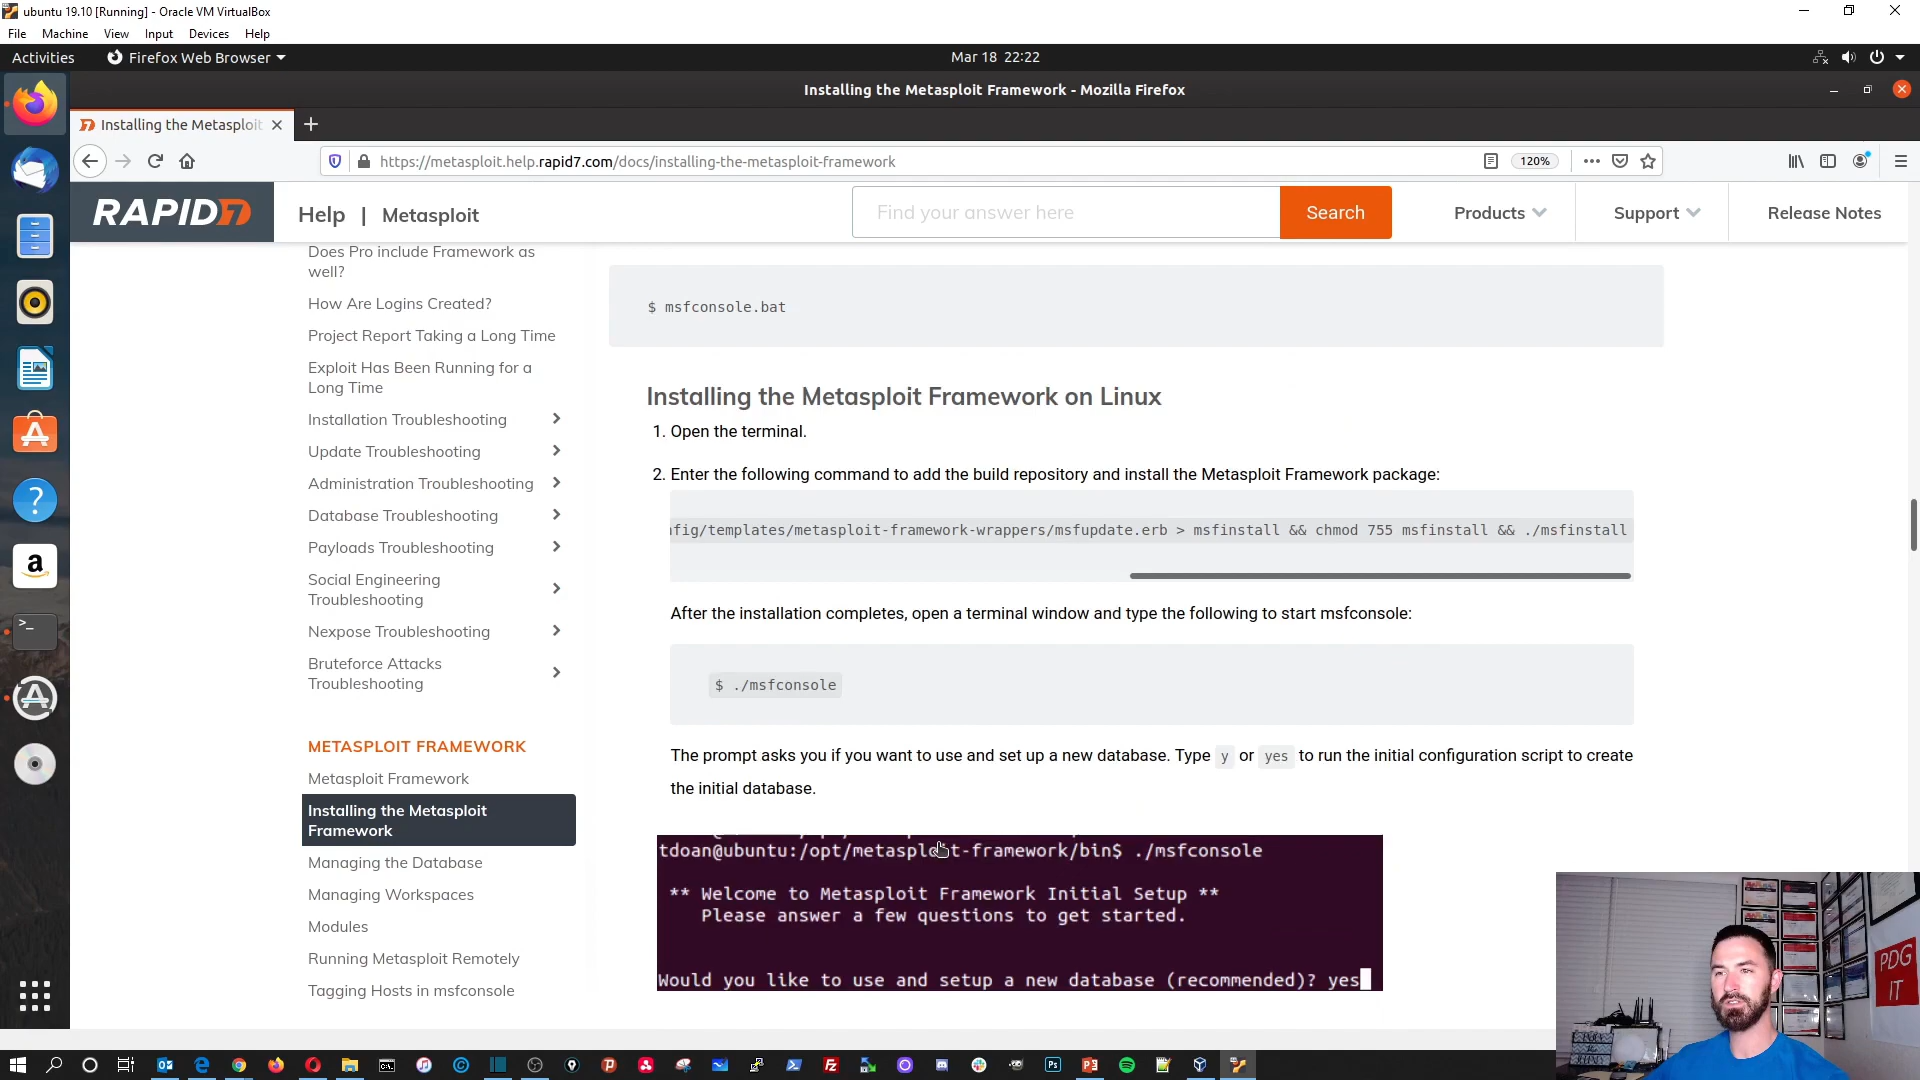 ubuntu 19.10 [Running] - Oracle VM VirtualBox
File Machine View Input Devices Help
Activities Firefox Web Browser Mar 18 22:22
Installing the Metasploit Framework - Mozilla Firefox
Installing the Metasploit
https://metasploit.help.rapid7.com/docs/installing-the-metasploit-framework 120%
RAPID7 Help | Metasploit Find your answer here Search Products Support Release Notes
Does Pro include Framework as
well?
How Are Logins Created?
Project Report Taking a Long Time
Exploit Has Been Running for a
Long Time
Installation Troubleshooting
Update Troubleshooting
Administration Troubleshooting
Database Troubleshooting
Payloads Troubleshooting
Social Engineering
Troubleshooting
Nexpose Troubleshooting
Bruteforce Attacks
Troubleshooting
METASPLOIT FRAMEWORK
Metasploit Framework
Installing the Metasploit
Framework
Managing the Database
Managing Workspaces
Modules
Running Metasploit Remotely
Tagging Hosts in msfconsole
$ msfconsole.bat
Installing the Metasploit Framework on Linux
1. Open the terminal.
2. Enter the following command to add the build repository and install the Metasploit Framework package:
fig/templates/metasploit-framework-wrappers/msfupdate.erb > msfinstall && chmod 755 msfinstall && ./msfinstall
After the installation completes, open a terminal window and type the following to start msfconsole:
$ ./msfconsole
The prompt asks you if you want to use and set up a new database. Type y or yes to run the initial configuration script to create
the initial database.
tdoan@ubuntu:/opt/metasploit-framework/bin$ ./msfconsole
** Welcome to Metasploit Framework Initial Setup **
Please answer a few questions to get started.
Would you like to use and setup a new database (recommended)? yes
PDG
IT